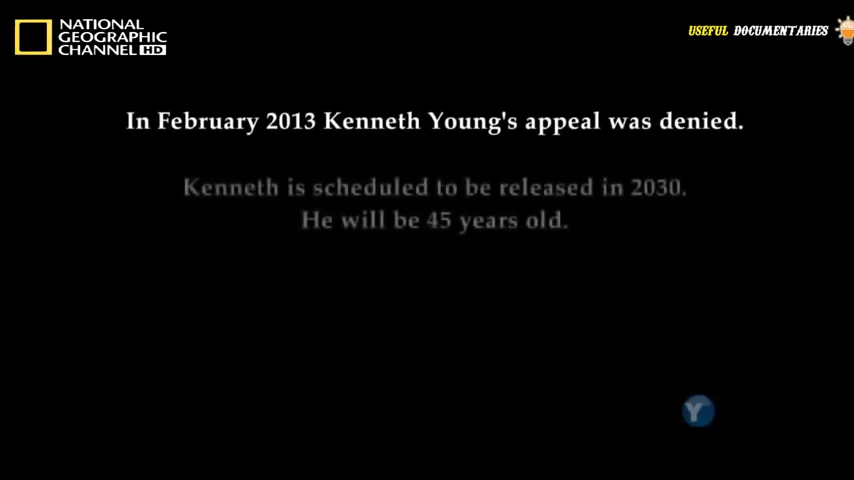 NATIONAL
GEOGRAPHIC
CHANNEL HD
USEFUL DOCUMENTARIES
In February 2013 Kenneth Young's appeal was denied.
Kenneth is scheduled to be released in 2030.
He will be 45 years old.
Y